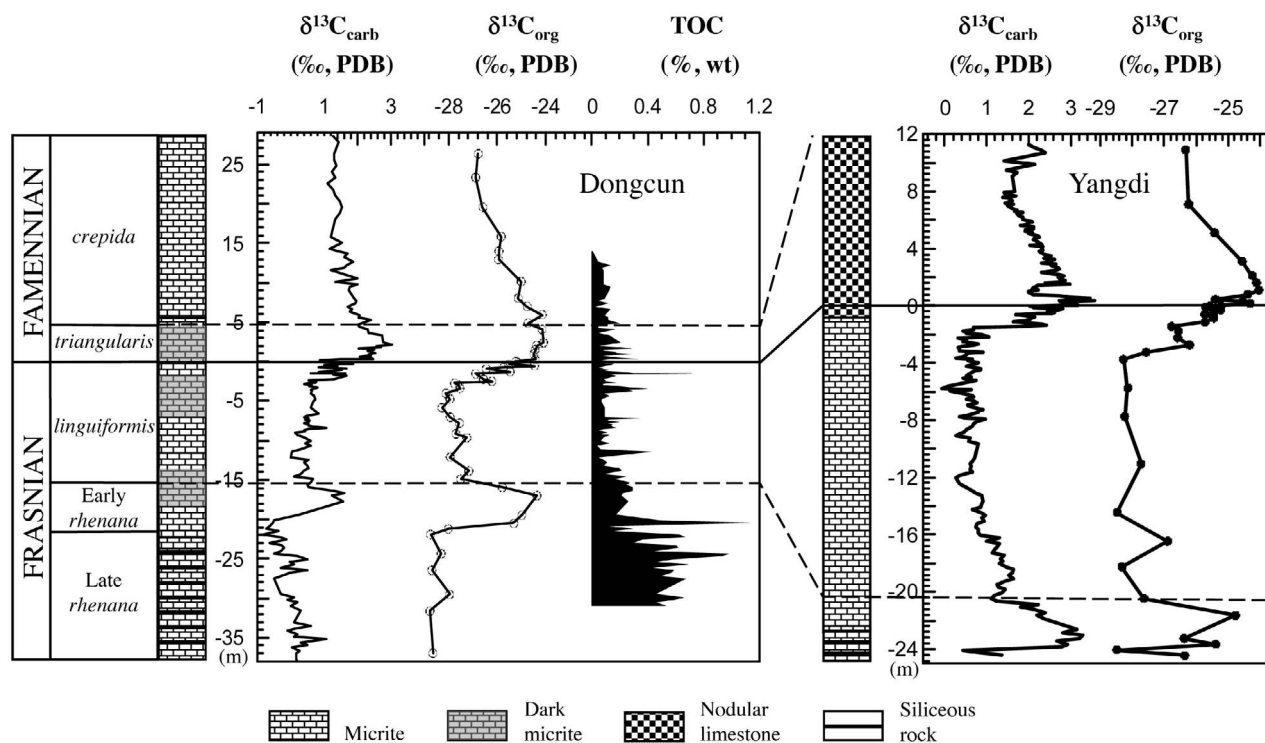 δ¹³Ccarb δ¹³Corg TOC δ¹³Ccarb δ¹³Corg
(‰, PDB) (‰, PDB) (%, wt) (‰, PDB) (‰, PDB)
-1 1 3 -28 -26 -24 0 0.4 0.8 1.2 0 1 2 3 -29 -27 -25
FAMENNIAN
crepida
triangularis
FRASNIAN
linguiformis
Early
rhenana
Late
rhenana
25
15
5
-5
-15
-25
-35
(m)
Dongcun
12
8
4
0
-4
-8
-12
-16
-20
-24
(m)
Yangdi
Micrite
Dark
micrite
Nodular
limestone
Siliceous
rock